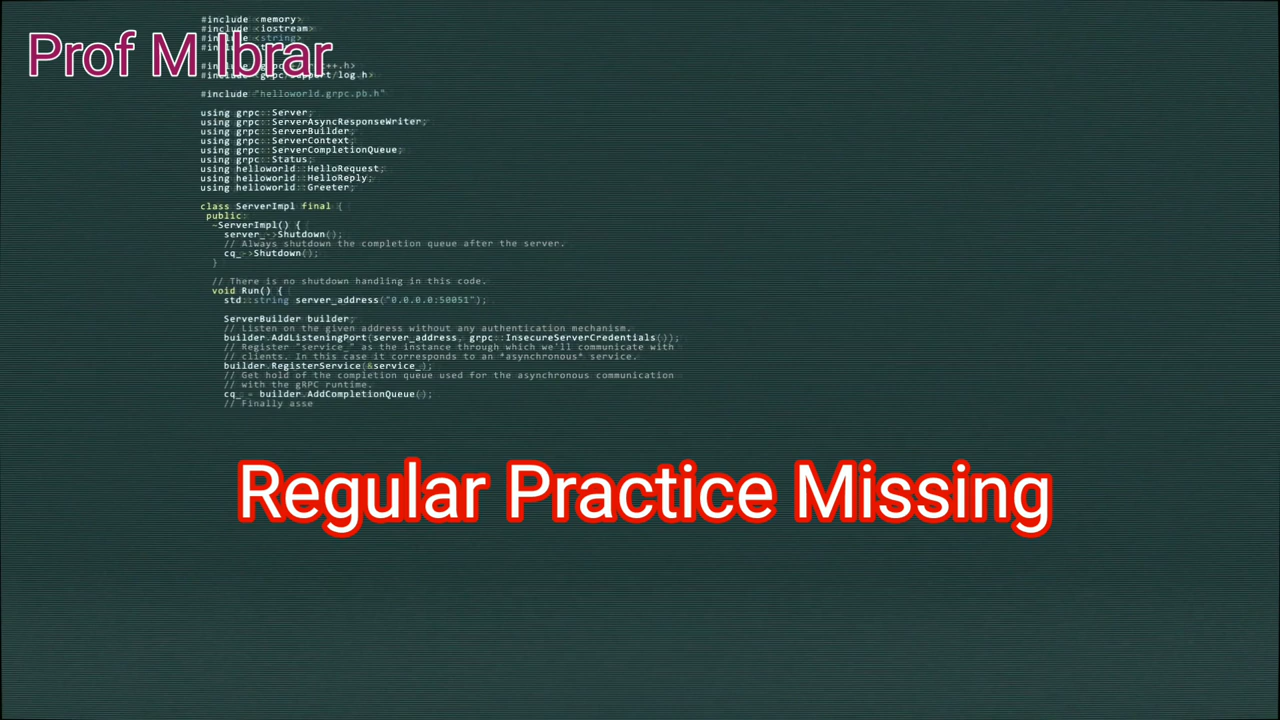 #include <memory>
#include <iostream>
#include <string>
Prof M Ibrar
#include "helloworld.grpc.pb.h"
using grpc::Server;
using grpc::ServerAsyncResponseWriter;
using grpc::ServerBuilder;
using grpc::ServerContext;
using grpc::ServerCompletionQueue;
using grpc::Status;
using helloworld::HelloRequest;
using helloworld::HelloReply;
using helloworld::Greeter;
class ServerImpl final {
public:
~ServerImpl() {
server_->Shutdown();
// Always shutdown the completion queue after the server.
cq_->Shutdown();
}
// There is no shutdown handling in this code.
void Run() {
std::string server_address("0.0.0.0:50051");
ServerBuilder builder;
// Listen on the given address without any authentication mechanism.
builder.AddListeningPort(server_address, grpc::InsecureServerCredentials());
// Register "service_" as the instance through which we'll communicate with
// clients. In this case it corresponds to an *asynchronous* service.
builder.RegisterService(&service_);
// Get hold of the completion queue used for the asynchronous communication
// with the gRPC runtime.
cq_ = builder.AddCompletionQueue();
// Finally asse
Regular Practice Missing